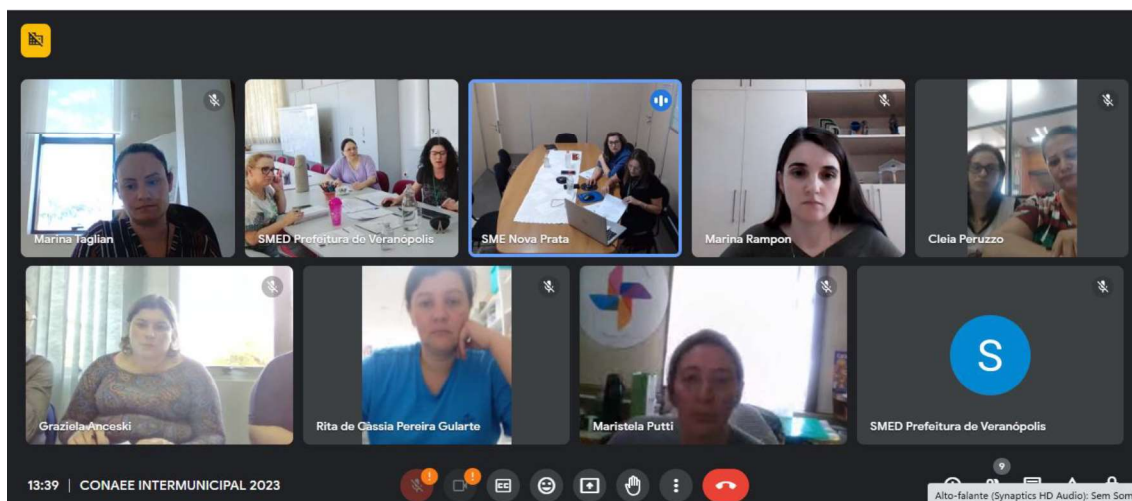 Marina Taglian
SMED Prefeitura de Veranópolis
SME Nova Prata
Marina Rampon
Cleia Peruzzo
Graziela Anceski
Rita de Cássia Pereira Gularte
Maristela Putti
S
SMED Prefeitura de Veranópolis
13:39 | CONAEE INTERMUNICIPAL 2023
! ! CC 9
Alto-falante (Synaptics HD Audio): Sem Som